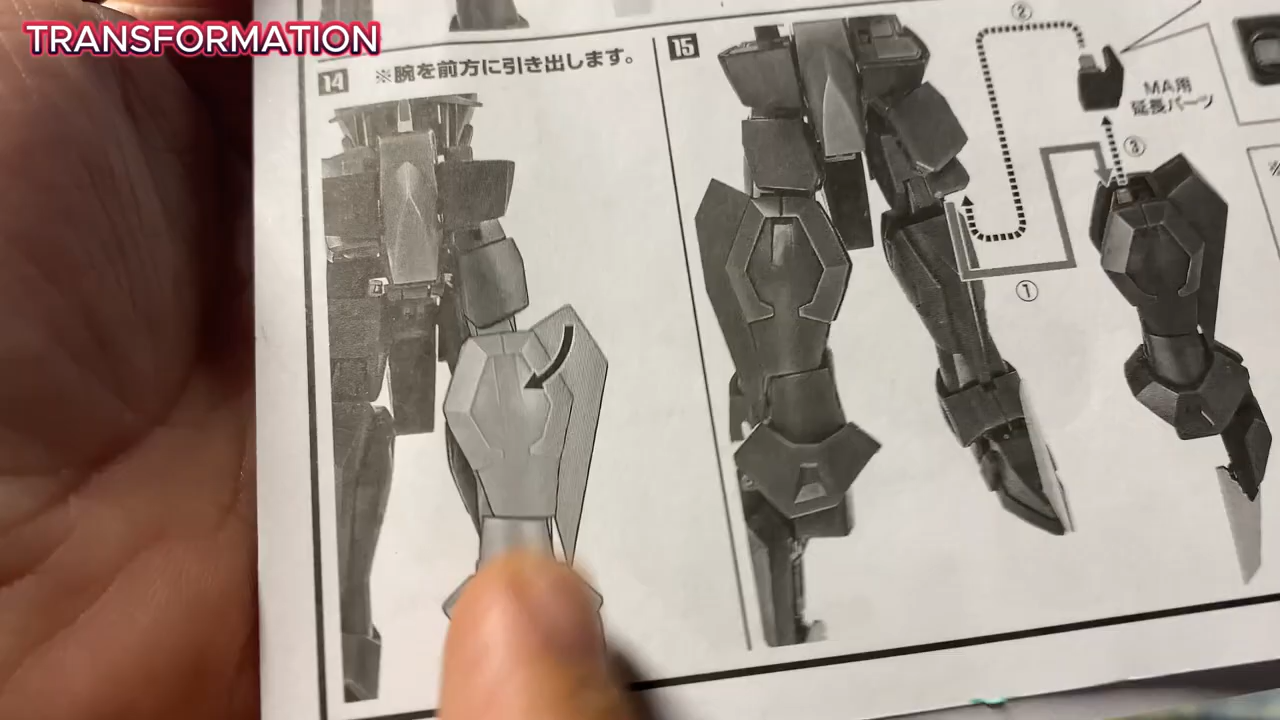 TRANSFORMATION
14 ※腕を前方に引き出します。
15
②
MA用
延長パーツ
③
①
※